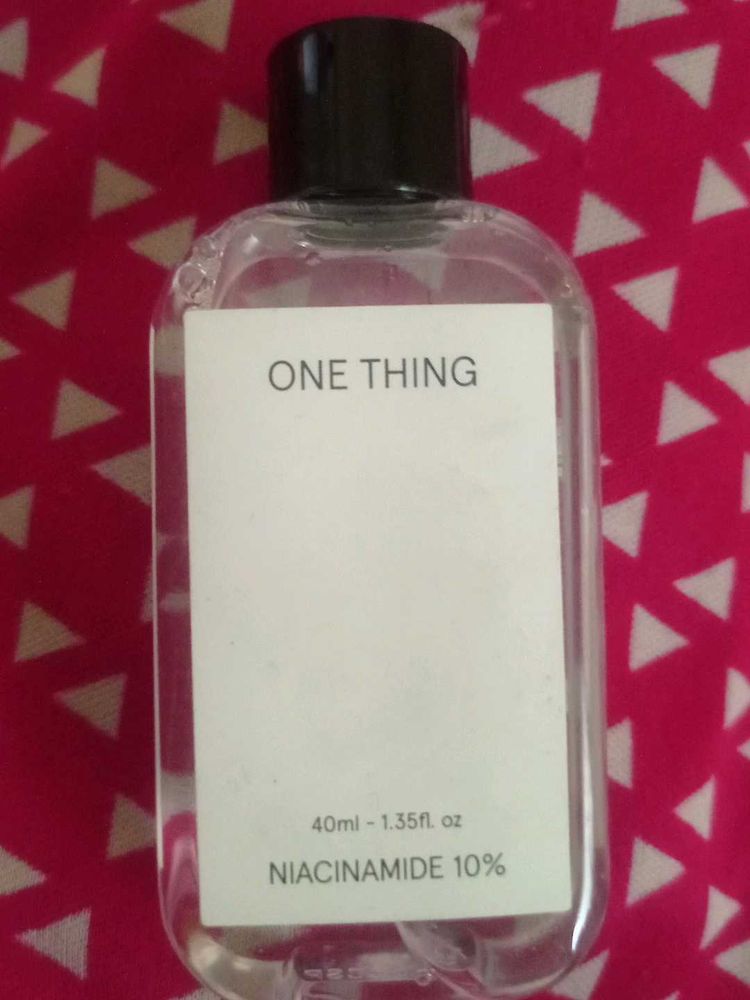 ONE THING
40ml - 1.35fl. oz
NIACINAMIDE 10%